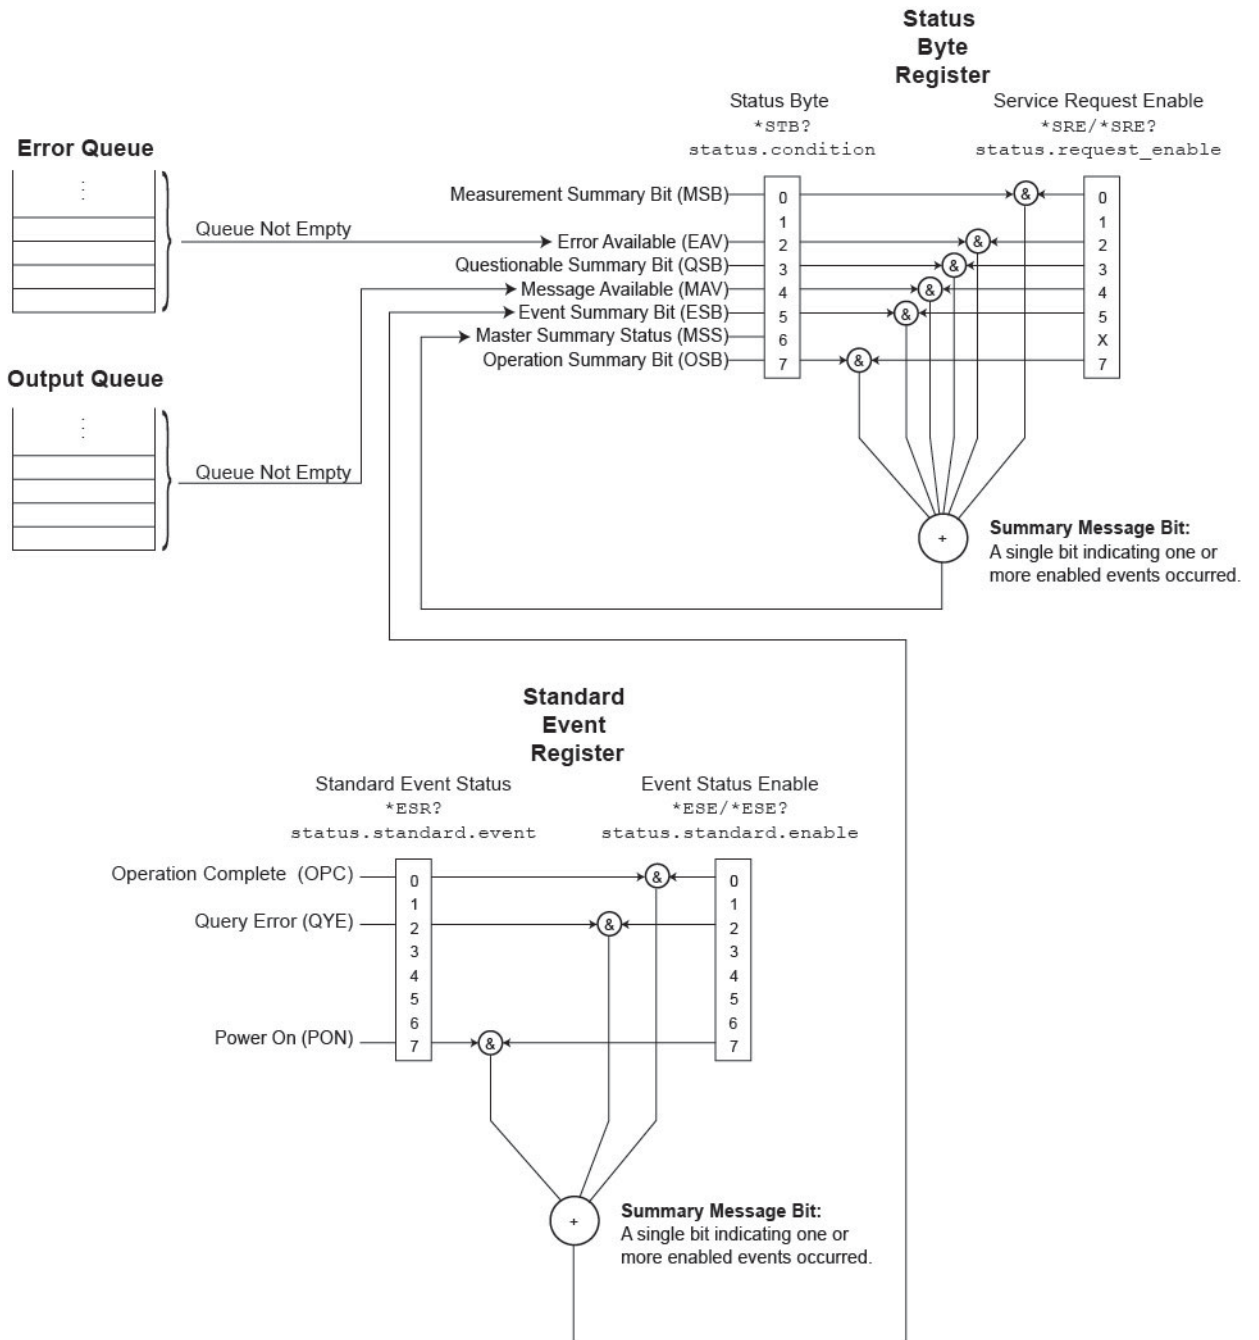 Status
Byte
Register
Status Byte
*STB?
status.condition
Service Request Enable
*SRE/*SRE?
status.request_enable
Error Queue
Queue Not Empty
Measurement Summary Bit (MSB)
Error Available (EAV)
Questionable Summary Bit (QSB)
Message Available (MAV)
Event Summary Bit (ESB)
Master Summary Status (MSS)
Operation Summary Bit (OSB)
0
1
2
3
4
5
6
7
&
&
&
&
&
&
0
1
2
3
4
5
X
7
Output Queue
Queue Not Empty
+
Summary Message Bit:
A single bit indicating one or
more enabled events occurred.
Standard
Event
Register
Standard Event Status
*ESR?
status.standard.event
Event Status Enable
*ESE/*ESE?
status.standard.enable
Operation Complete (OPC)
Query Error (QYE)
Power On (PON)
0
1
2
3
4
5
6
7
&
&
&
0
1
2
3
4
5
6
7
+
Summary Message Bit:
A single bit indicating one or
more enabled events occurred.